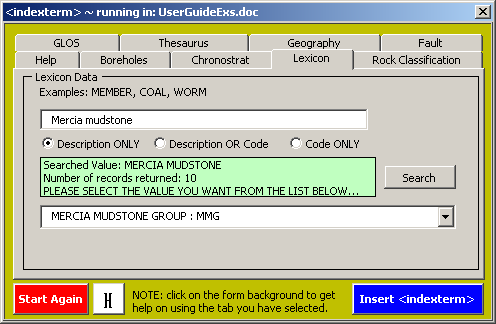 <indexterm> ~ running in: UserGuideExs.doc
GLOS Thesaurus Geography Fault
Help Boreholes Chronostrat Lexicon Rock Classification
Lexicon Data
Examples: MEMBER, COAL, WORM
Mercia mudstone
Description ONLY Description OR Code Code ONLY
Searched Value: MERCIA MUDSTONE
Number of records returned: 10
PLEASE SELECT THE VALUE YOU WANT FROM THE LIST BELOW...
Search
MERCIA MUDSTONE GROUP : MMG
Start Again
NOTE: click on the form background to get
help on using the tab you have selected.
Insert <indexterm>